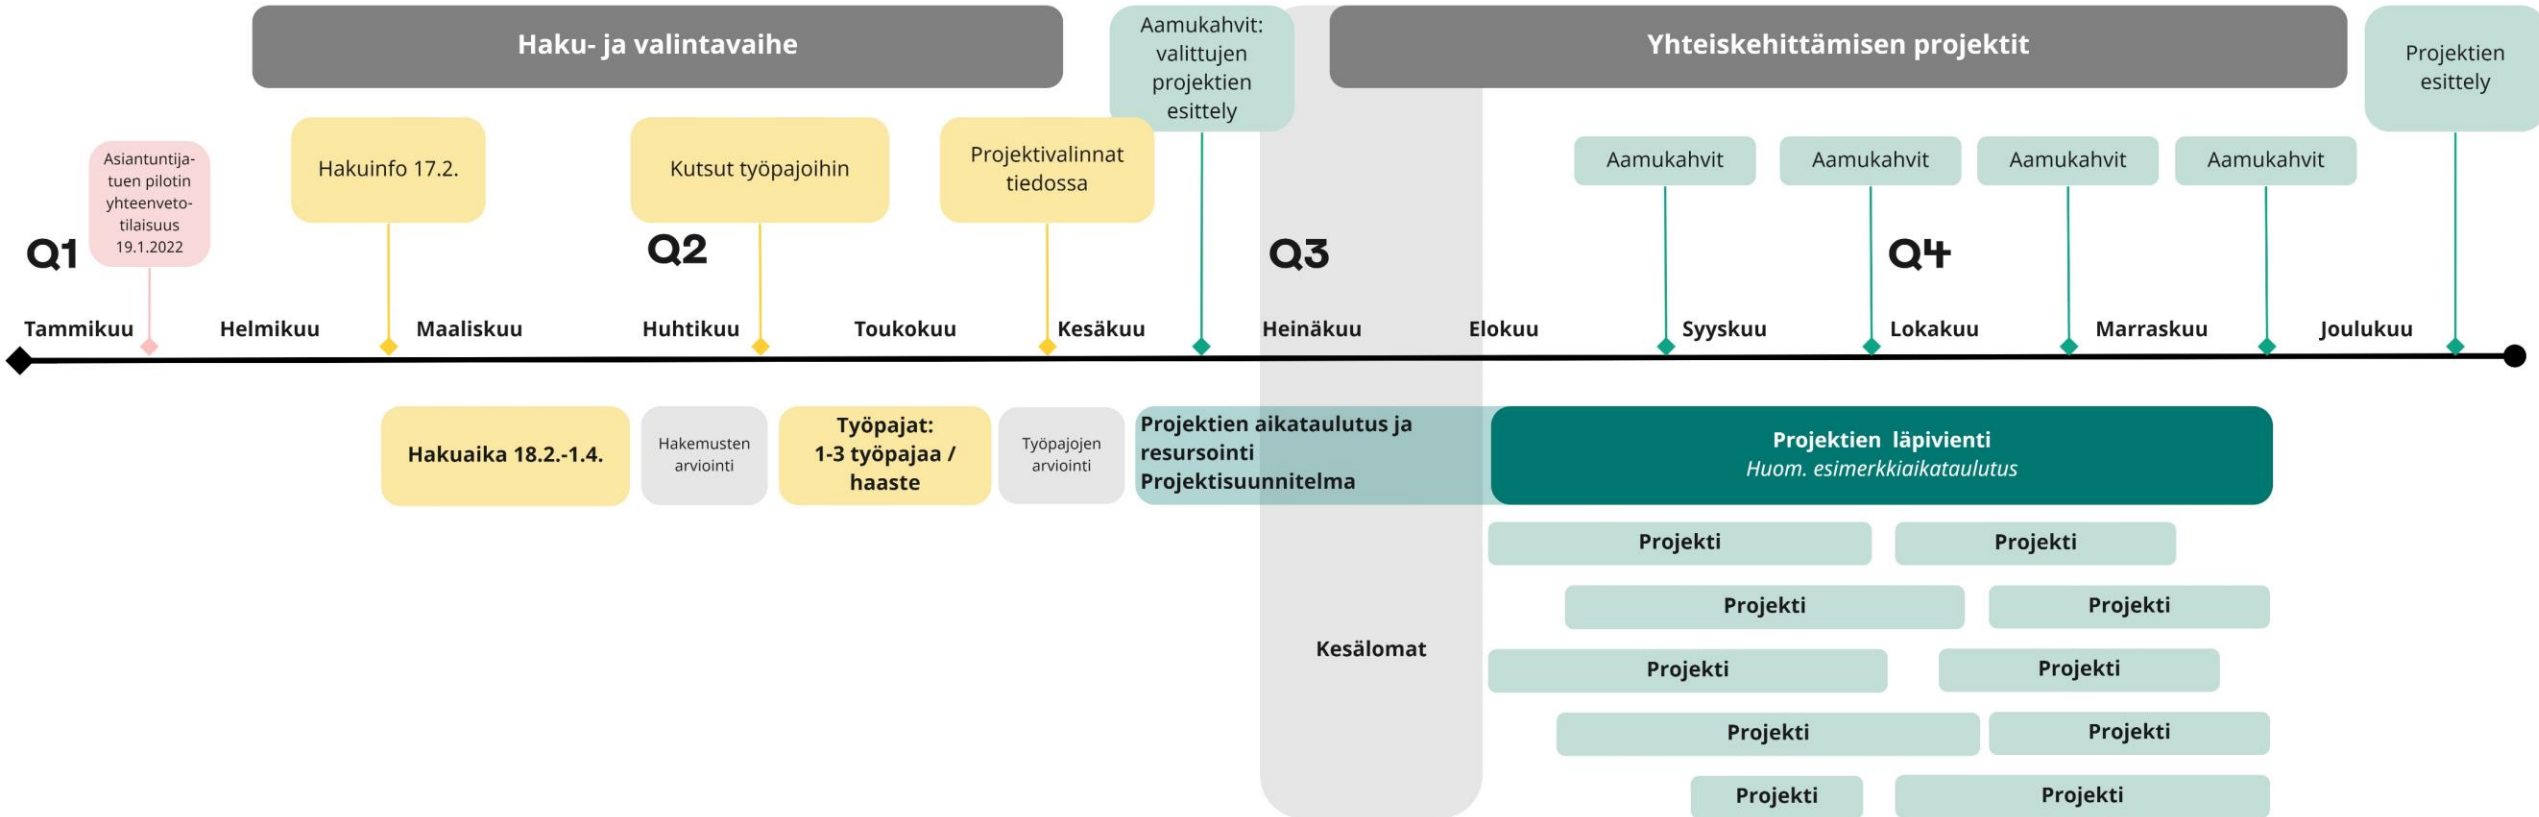 Haku- ja valintavaihe
Aamukahvit:
valittujen
projektien
esittely
Yhteiskehittämisen projektit
Projektien
esittely
Asiantuntija-
tuen pilotin
yhteenveto-
tilaisuus
19.1.2022
Hakuinfo 17.2.
Kutsut työpajoihin
Projektivalinnat
tiedossa
Aamukahvit
Aamukahvit
Aamukahvit
Aamukahvit
Q1
Q2
Q3
Q4
Tammikuu
Helmikuu
Maaliskuu
Huhtikuu
Toukokuu
Kesäkuu
Heinäkuu
Elokuu
Syyskuu
Lokakuu
Marraskuu
Joulukuu
Hakuaika 18.2.-1.4.
Hakemusten
arviointi
Työpajat:
1-3 työpajaa /
haaste
Työpajojen
arviointi
Projektien aikataulutus ja
resursointi
Projektisuunnitelma
Projektien läpivienti
Huom. esimerkkiaikataulutus
Projekti
Projekti
Projekti
Projekti
Kesälomat
Projekti
Projekti
Projekti
Projekti
Projekti
Projekti